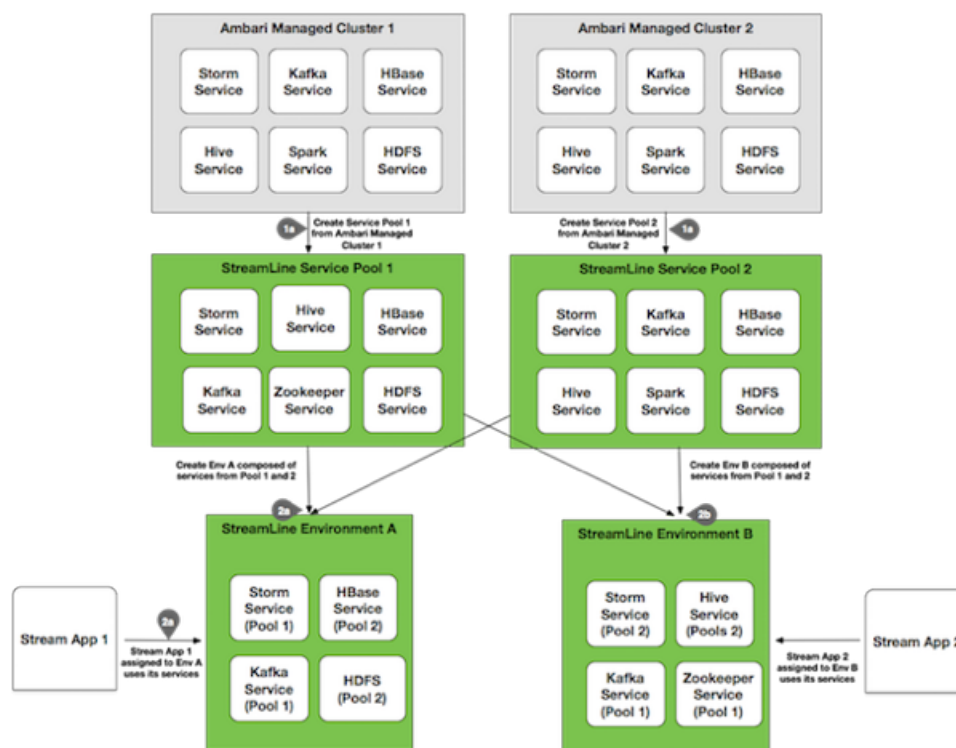 Ambari Managed Cluster 1
Storm
Service
Kafka
Service
HBase
Service
Hive
Service
Spark
Service
HDFS
Service
Ambari Managed Cluster 2
Storm
Service
Kafka
Service
HBase
Service
Hive
Service
Spark
Service
HDFS
Service
1a
Create Service Pool 1
from Ambari Managed
Cluster 1
Create Service Pool 2
from Ambari Managed
Cluster 2
1a
StreamLine Service Pool 1
Storm
Service
Hive
Service
HBase
Service
Kafka
Service
Zookeeper
Service
HDFS
Service
StreamLine Service Pool 2
Storm
Service
Kafka
Service
HBase
Service
Hive
Service
Spark
Service
HDFS
Service
Create Env A composed of
services from Pool 1 and 2
2a
Create Env B composed of
services from Pool 1 and 2
2b
StreamLine Environment A
Storm
Service
(Pool 1)
HBase
Service
(Pool 2)
Kafka
Service
(Pool 1)
HDFS
(Pool 2)
StreamLine Environment B
Storm
Service
(Pool 2)
Hive
Service
(Pools 2)
Kafka
Service
(Pool 1)
Zookeeper
Service
(Pool 1)
Stream App 1
Stream App 1
assigned to Env A
uses its services
Stream App 2
assigned to Env B
uses its services
Stream App 2